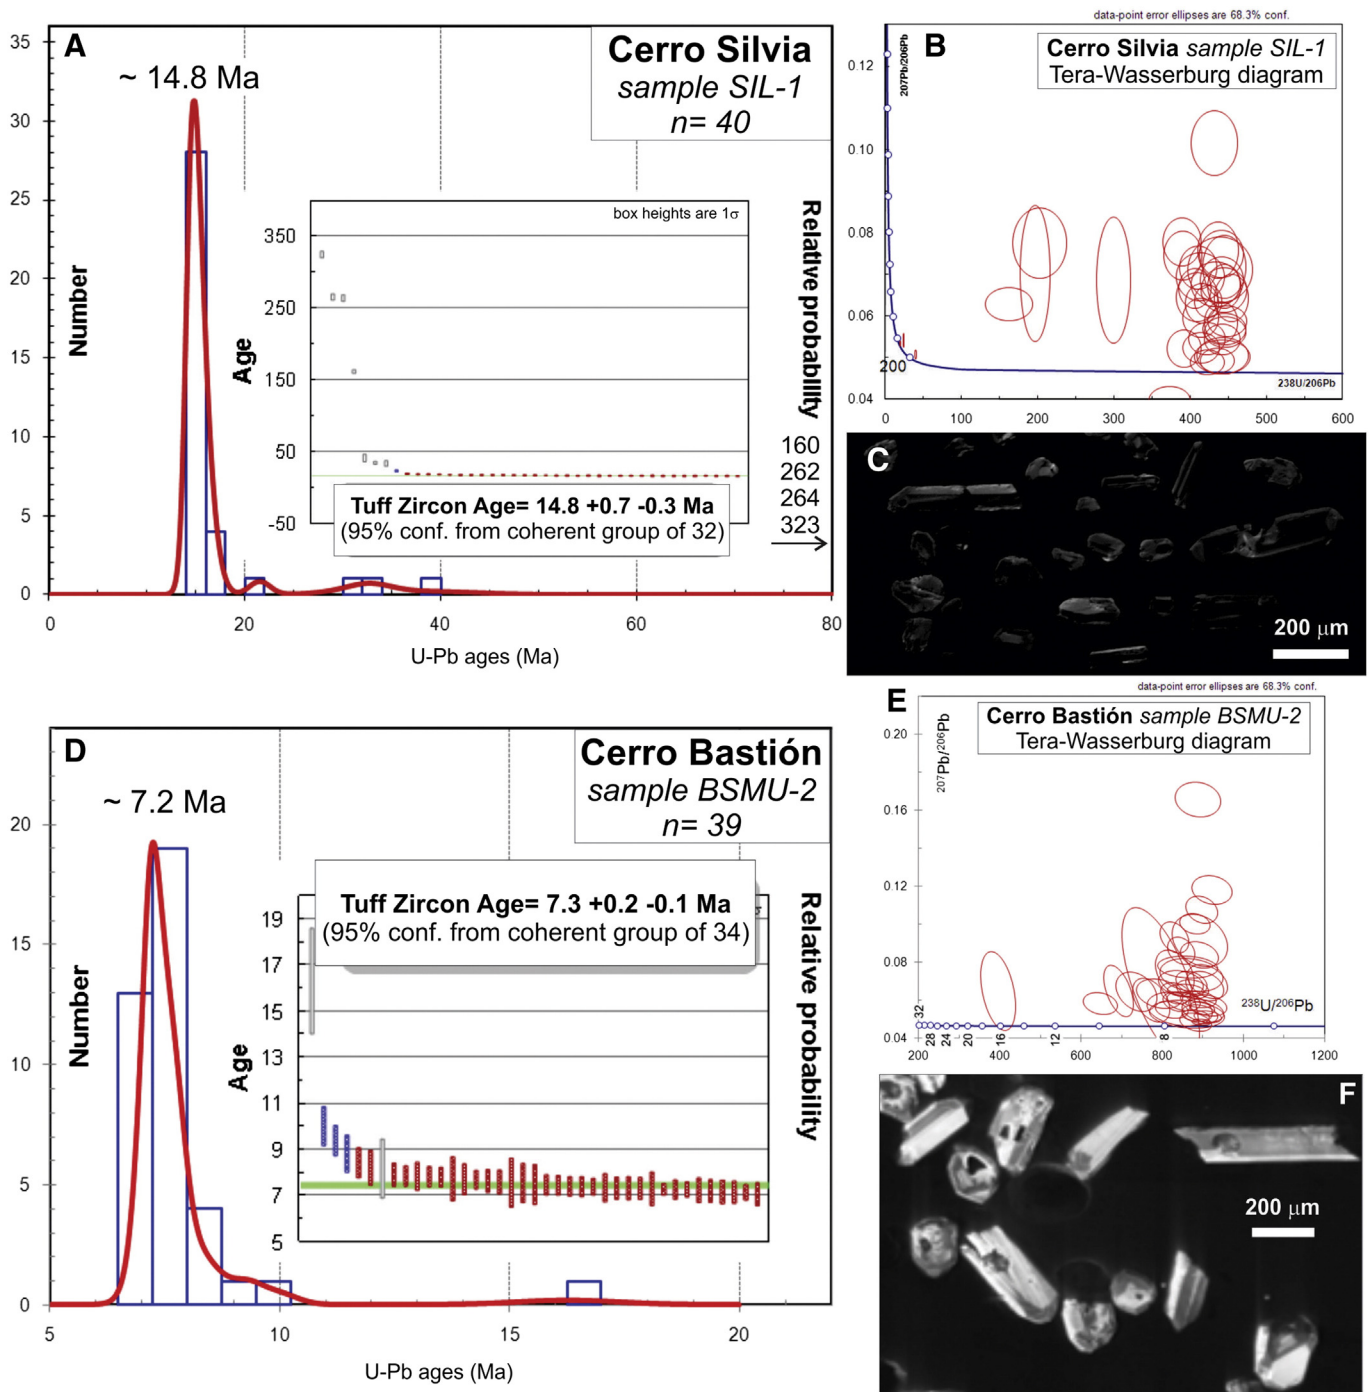 A
~ 14.8 Ma
Cerro Silvia
sample SIL-1
n= 40
35
30
25
20
15
10
5
0
Number
0
20
40
60
80
U-Pb ages (Ma)
Relative probability
160
262
264
323
box heights are 1σ
350
250
150
50
-50
Age
Tuff Zircon Age= 14.8 +0.7 -0.3 Ma
(95% conf. from coherent group of 32)
data-point error ellipses are 68.3% conf.
B
Cerro Silvia sample SIL-1
Tera-Wasserburg diagram
207Pb/206Pb
0.12
0.10
0.08
0.06
0.04
200
238U/206Pb
0
100
200
300
400
500
600
C
200 µm
D
~ 7.2 Ma
Cerro Bastión
sample BSMU-2
n= 39
20
15
10
5
0
Number
5
10
15
20
U-Pb ages (Ma)
Relative probability
Tuff Zircon Age= 7.3 +0.2 -0.1 Ma
(95% conf. from coherent group of 34)
19
17
15
13
11
9
7
5
Age
data-point error ellipses are 68.3% conf.
E
Cerro Bastión sample BSMU-2
Tera-Wasserburg diagram
207Pb/206Pb
0.20
0.16
0.12
0.08
0.04
32
28
24
20
16
12
8
238U/206Pb
200
400
600
800
1000
1200
F
200 µm